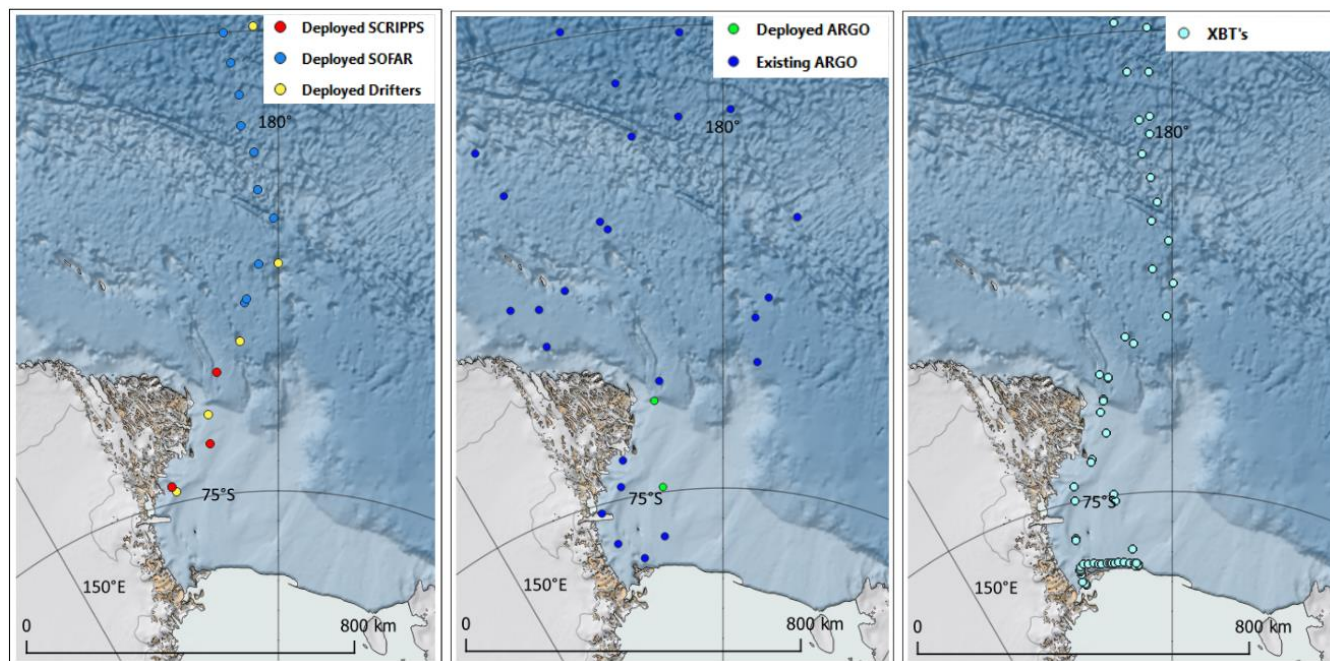 Deployed SCRIPPS
Deployed SOFAR
Deployed Drifters
180°
75°S
150°E
0
800 km
Deployed ARGO
Existing ARGO
180°
75°S
150°E
0
800 km
XBT's
180°
75°S
150°E
0
800 km